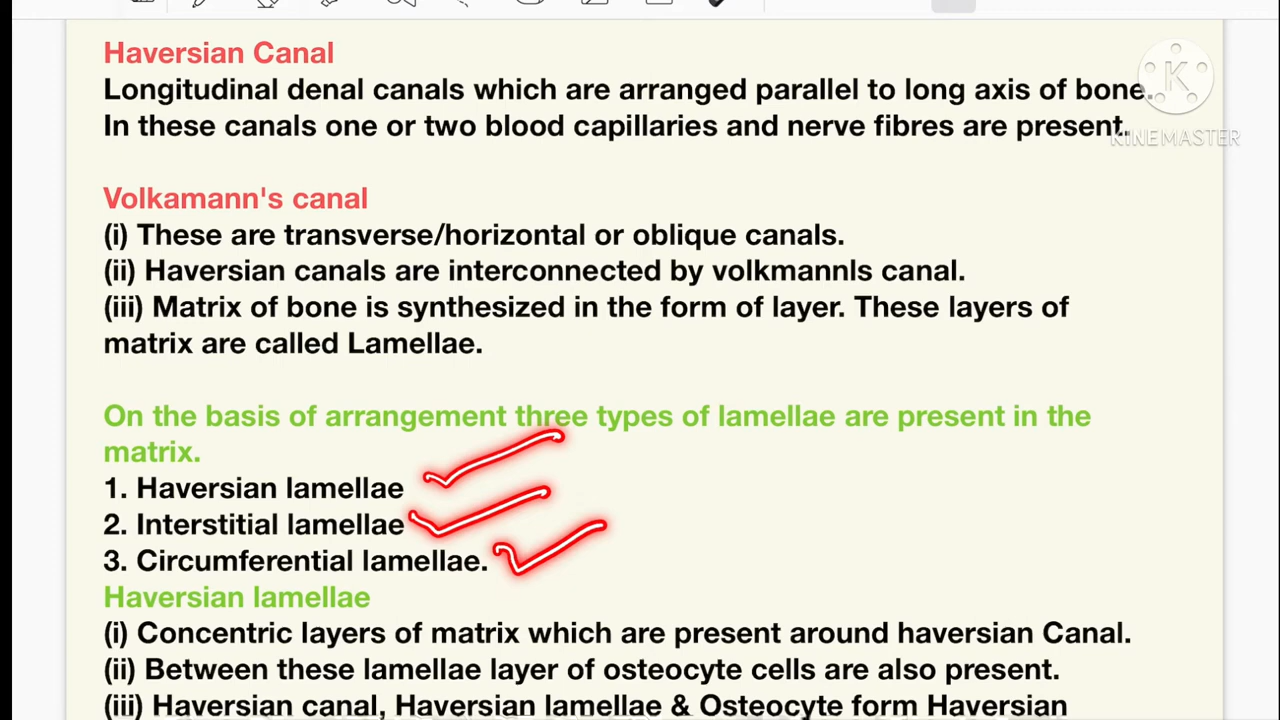 Haversian Canal
Longitudinal denal canals which are arranged parallel to long axis of bone.
In these canals one or two blood capillaries and nerve fibres are present.
K
KINEMASTER
Volkamann's canal
(i) These are transverse/horizontal or oblique canals.
(ii) Haversian canals are interconnected by volkmannls canal.
(iii) Matrix of bone is synthesized in the form of layer. These layers of
matrix are called Lamellae.
On the basis of arrangement three types of lamellae are present in the
matrix.
1. Haversian lamellae
2. Interstitial lamellae
3. Circumferential lamellae.
Haversian lamellae
(i) Concentric layers of matrix which are present around haversian Canal.
(ii) Between these lamellae layer of osteocyte cells are also present.
(iii) Haversian canal, Haversian lamellae & Osteocyte form Haversian